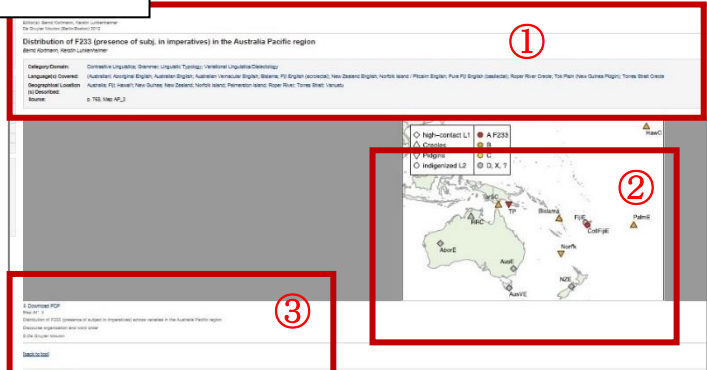 Editor(s): Bernd Kortmann, Kerstin Lunkenheimer
De Gruyter Mouton (Berlin/Boston) 2012
①
Distribution of F233 (presence of subj. in imperatives) in the Australia Pacific region
Bernd Kortmann, Kerstin Lunkenheimer
Category/Domain: Contrastive Linguistics; Grammar; Linguistic Typology; Variational Linguistics/Dialectology
Language(s) Covered: (Australian) Aboriginal English; Australian English; Australian Vernacular English; Bislama; Fiji English (acrolectal); New Zealand English; Norfolk Island / Pitcairn English; Pure Fiji English (basilectal); Roper River Creole; Tok Pisin (New Guinea Pidgin); Torres Strait Creole
Geographical Location (s) Described: Australia; Fiji; Hawai'i; New Guinea; New Zealand; Norfolk Island; Palmerston Island; Roper River; Torres Strait; Vanuatu
Source: p. 765, Map AP_2
high-contact L1 A F233
Creoles B
Pidgins C
indigenized L2 D, X, ?
HawC
②
TorSC
TP
Bislama
RRC
FijiE
CollFijiE
PalmE
AborE
Norf'k
AusE
NZE
AusVE
③
Download PDF
Distribution of F233 (presence of subject in imperatives) across varieties in the Australia Pacific region
Discourse organization and word order
© De Gruyter Mouton
[back to top]